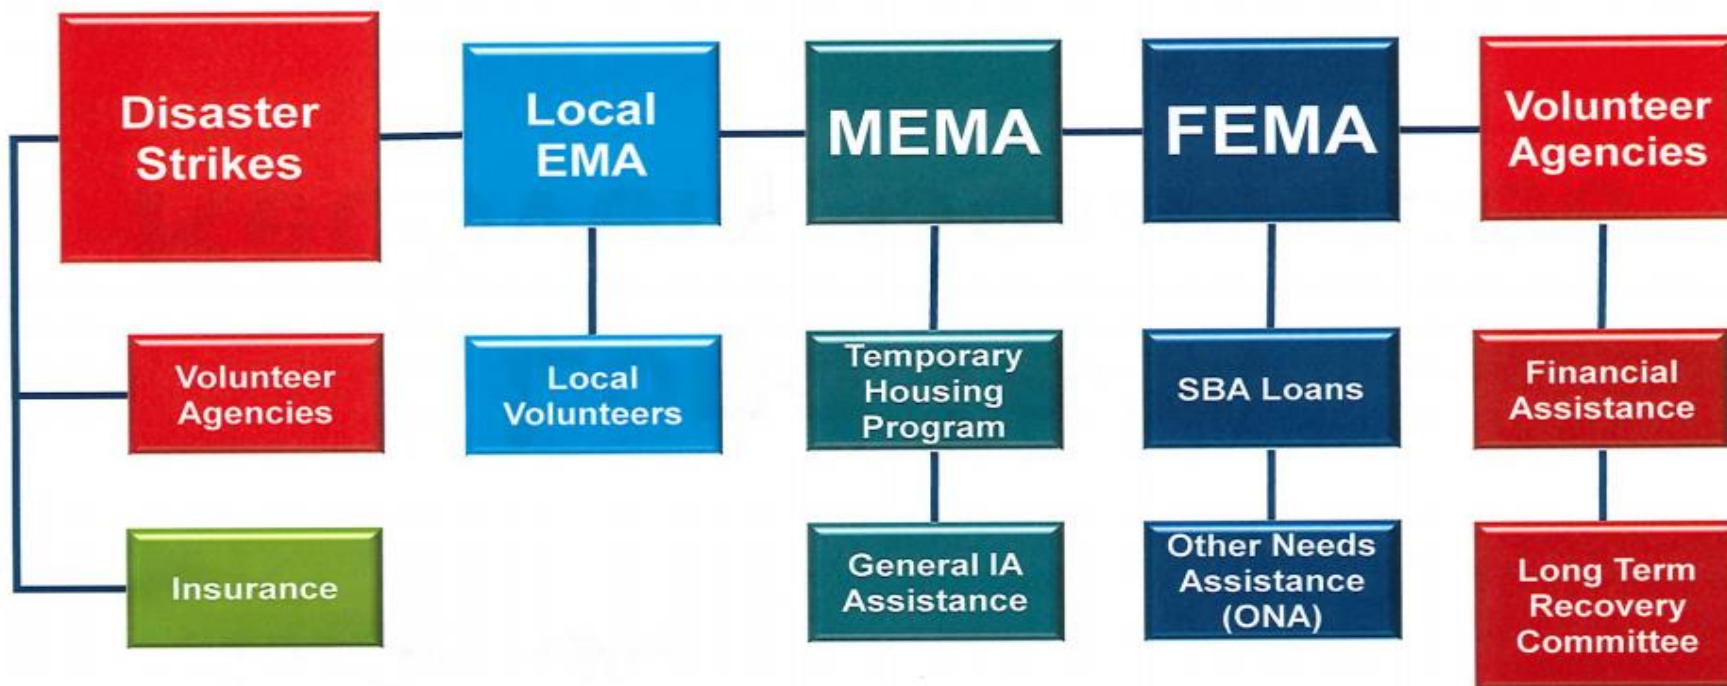 Disaster
Strikes
Local
EMA
MEMA
FEMA
Volunteer
Agencies
Volunteer
Agencies
Local
Volunteers
Temporary
Housing
Program
SBA Loans
Financial
Assistance
Insurance
General IA
Assistance
Other Needs
Assistance
(ONA)
Long Term
Recovery
Committee